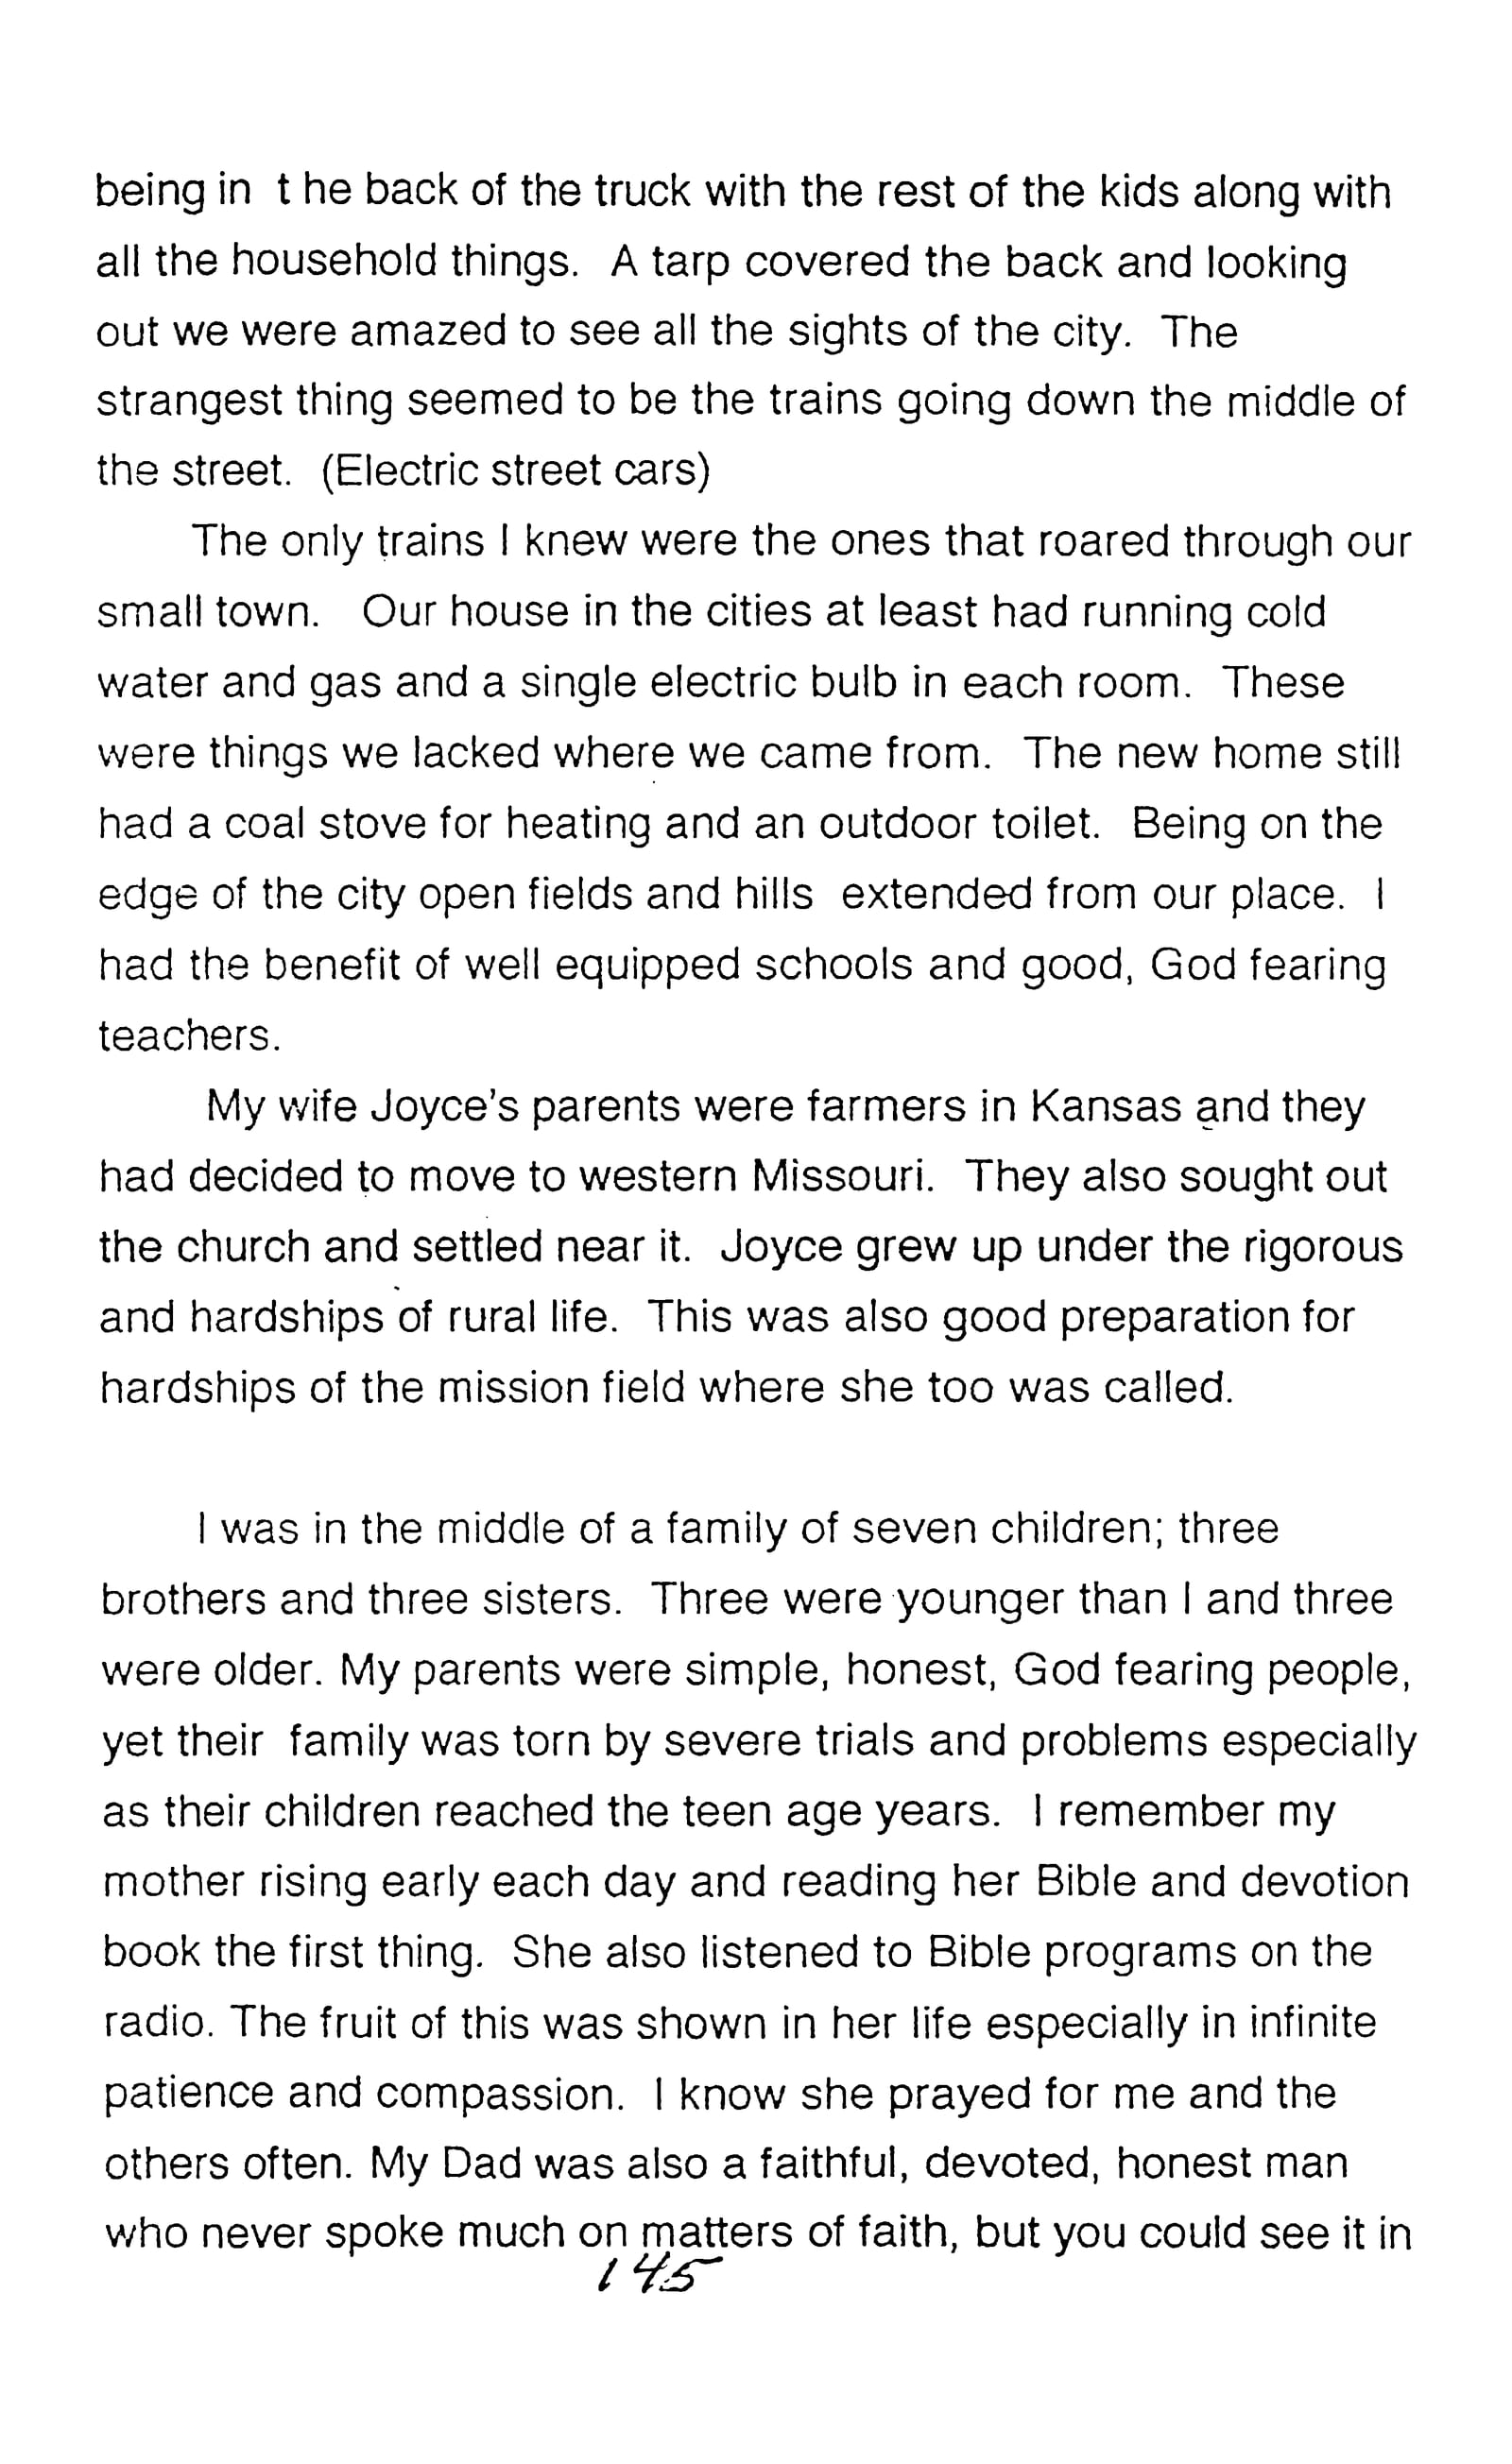 being in  t he back of the truck with the rest of the kids along with
all the household things.  A tarp covered the back and looking
out we were amazed to see all the sights of the city.  The
strangest thing seemed to be the trains going down the middle of
the street.  (Electric street cars)
The only trains I knew were the ones that roared through our
small town.   Our house in the cities at least had running cold
water and gas and a single electric bulb in each room.  These
were things we lacked where we came from.  The new home still
had a coal stove for heating and an outdoor toilet.  Being on the
edge of the city open fields and hills  extended from our place.  I
had the benefit of well equipped schools and good, God fearing
teachers.
My wife Joyce's parents were farmers in Kansas and they
had decided to move to western Missouri.  They also sought out
the church and settled near it.  Joyce grew up under the rigorous
and hardships of rural life.  This was also good preparation for
hardships of the mission field where she too was called.
I was in the middle of a family of seven children; three
brothers and three sisters.  Three were younger than I and three
were older. My parents were simple, honest, God fearing people,
yet their  family was torn by severe trials and problems especially
as their children reached the teen age years.  I remember my
mother rising early each day and reading her Bible and devotion
book the first thing.  She also listened to Bible programs on the
radio. The fruit of this was shown in her life especially in infinite
patience and compassion.  I know she prayed for me and the
others often. My Dad was also a faithful, devoted, honest man
who never spoke much on matters of faith, but you could see it in
145